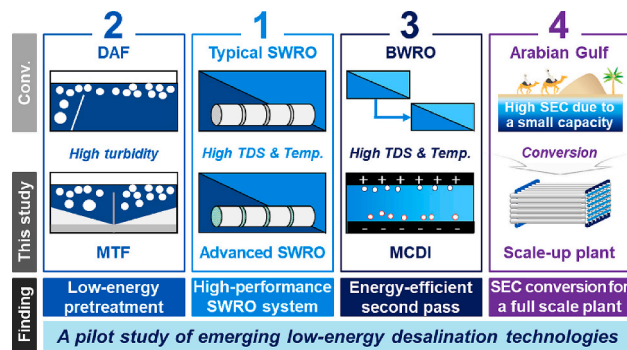 2
1
3
4
Conv.
DAF
Typical SWRO
BWRO
Arabian Gulf
High SEC due to
a small capacity
High turbidity
High TDS & Temp.
High TDS & Temp.
Conversion
This study
+ + + + + +
– – – – – –
MTF
Advanced SWRO
MCDI
Scale-up plant
Finding
Low-energy
pretreatment
High-performance
SWRO system
Energy-efficient
second pass
SEC conversion for
a full scale plant
A pilot study of emerging low-energy desalination technologies